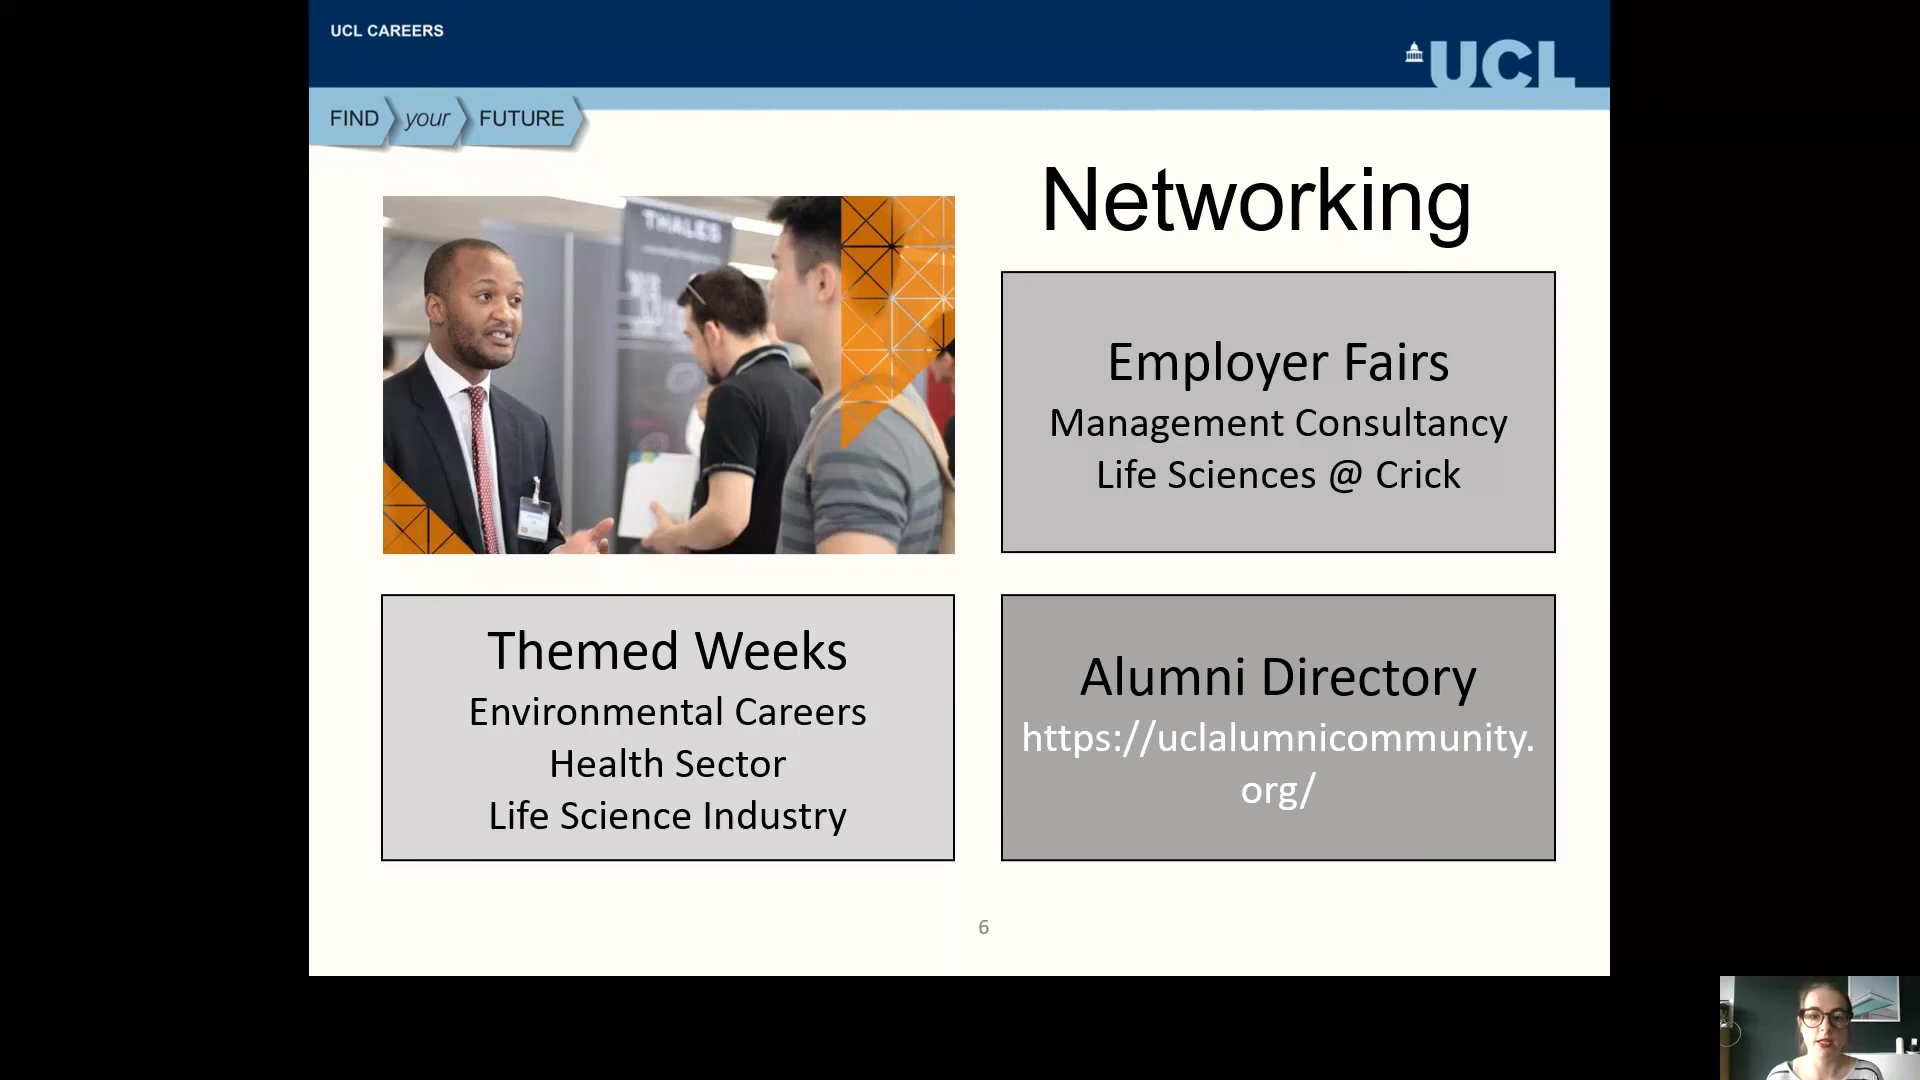 UCL CAREERS
UCL
FIND your FUTURE
Networking
THALES
Employer Fairs
Management Consultancy
Life Sciences @ Crick
Themed Weeks
Environmental Careers
Health Sector
Life Science Industry
Alumni Directory
https://uclalumnicommunity.
org/
6